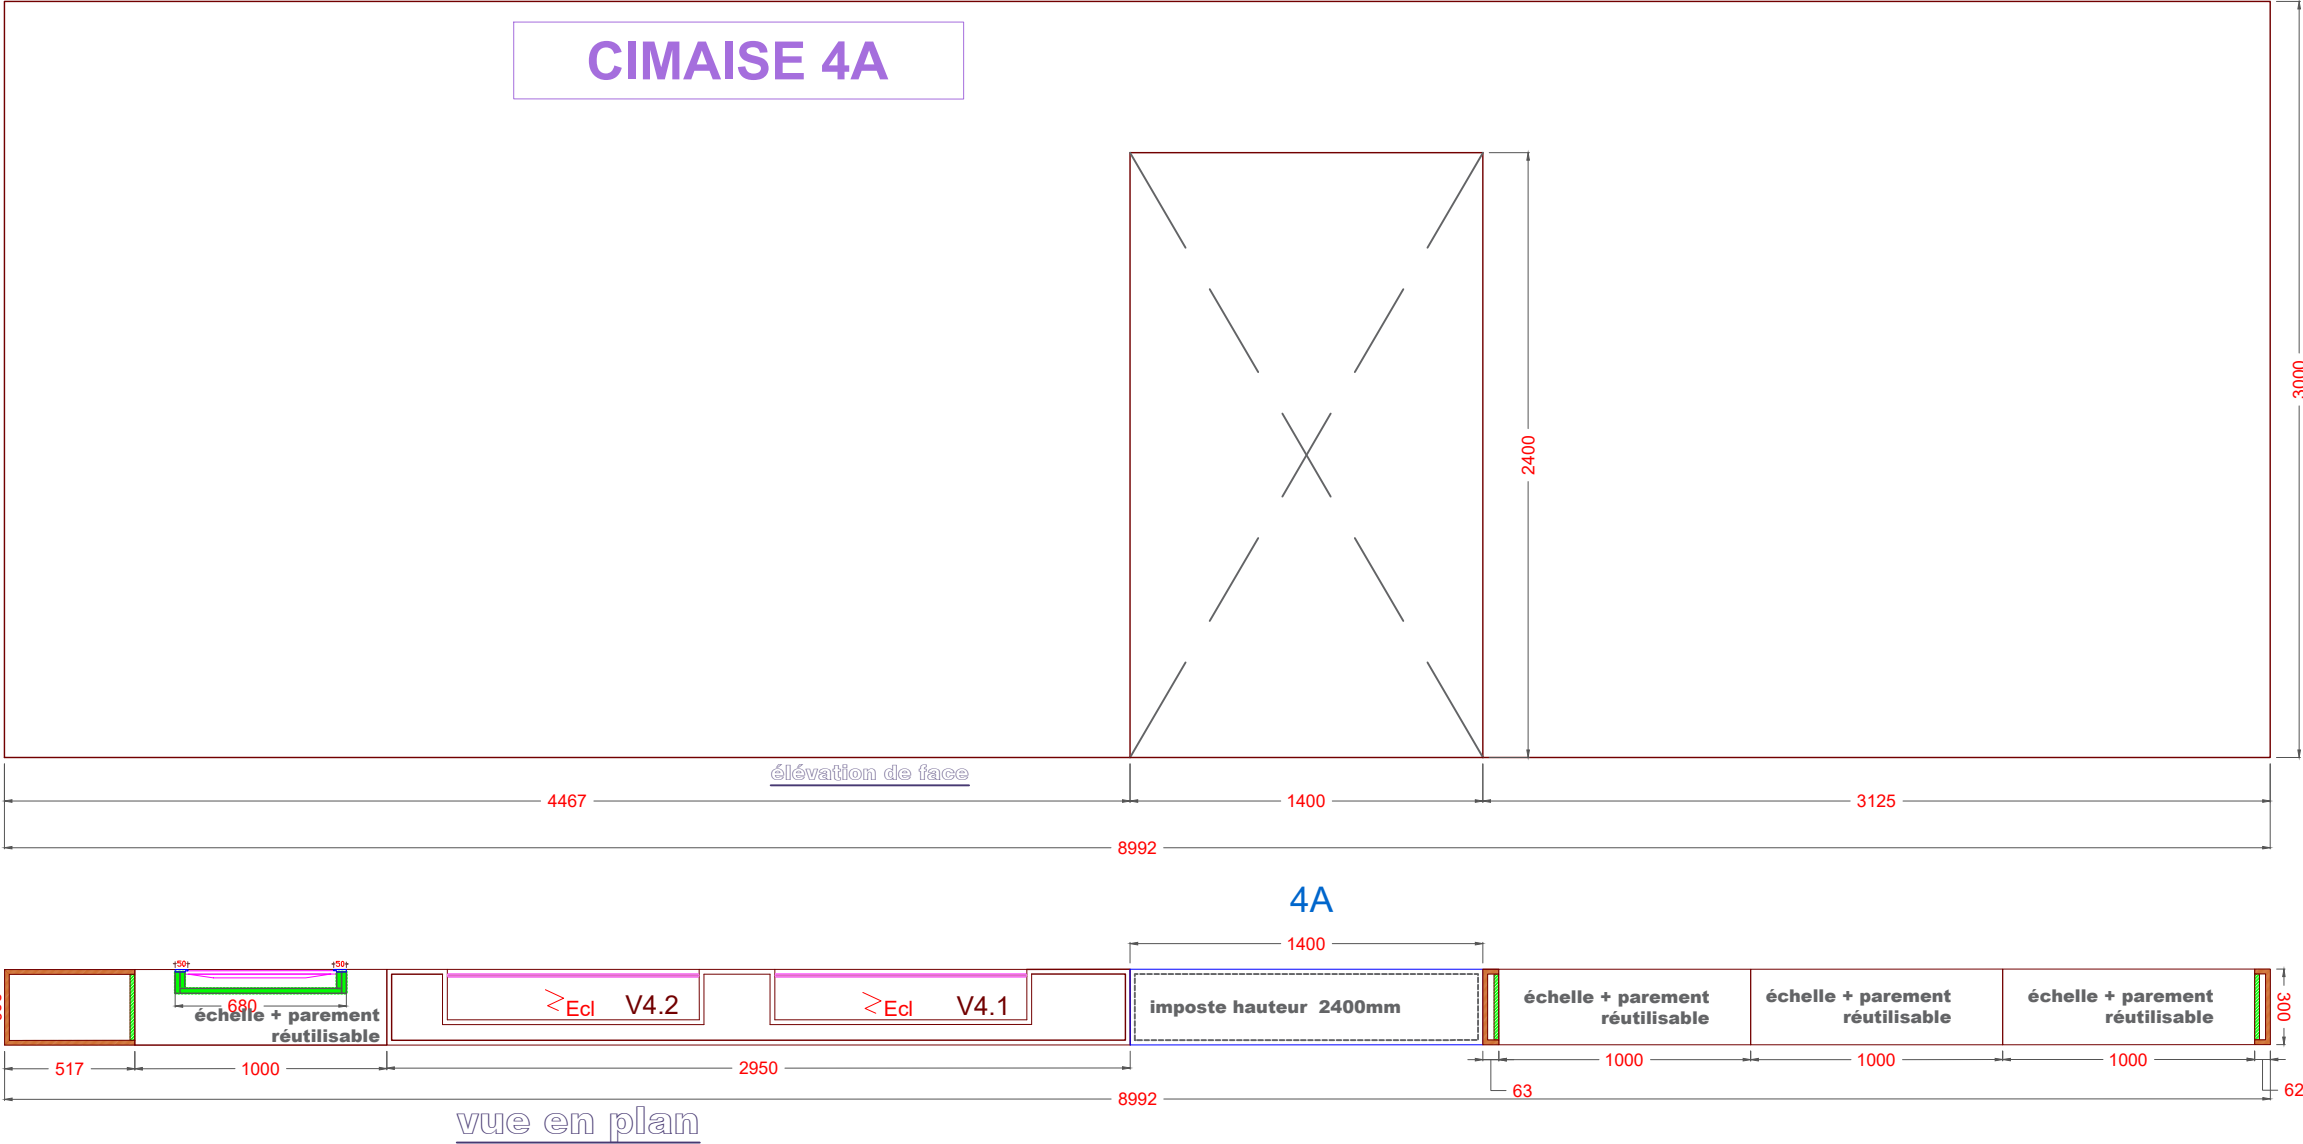 CIMAISE 4A
3000
2400
élévation de face
4467
1400
3125
8992
4A
1400
50
50
680
échelle + parement
réutilisable
Ecl
V4.2
Ecl
V4.1
imposte hauteur 2400mm
échelle + parement
réutilisable
échelle + parement
réutilisable
échelle + parement
réutilisable
300
517
1000
2950
1000
1000
1000
63
62
8992
vue en plan